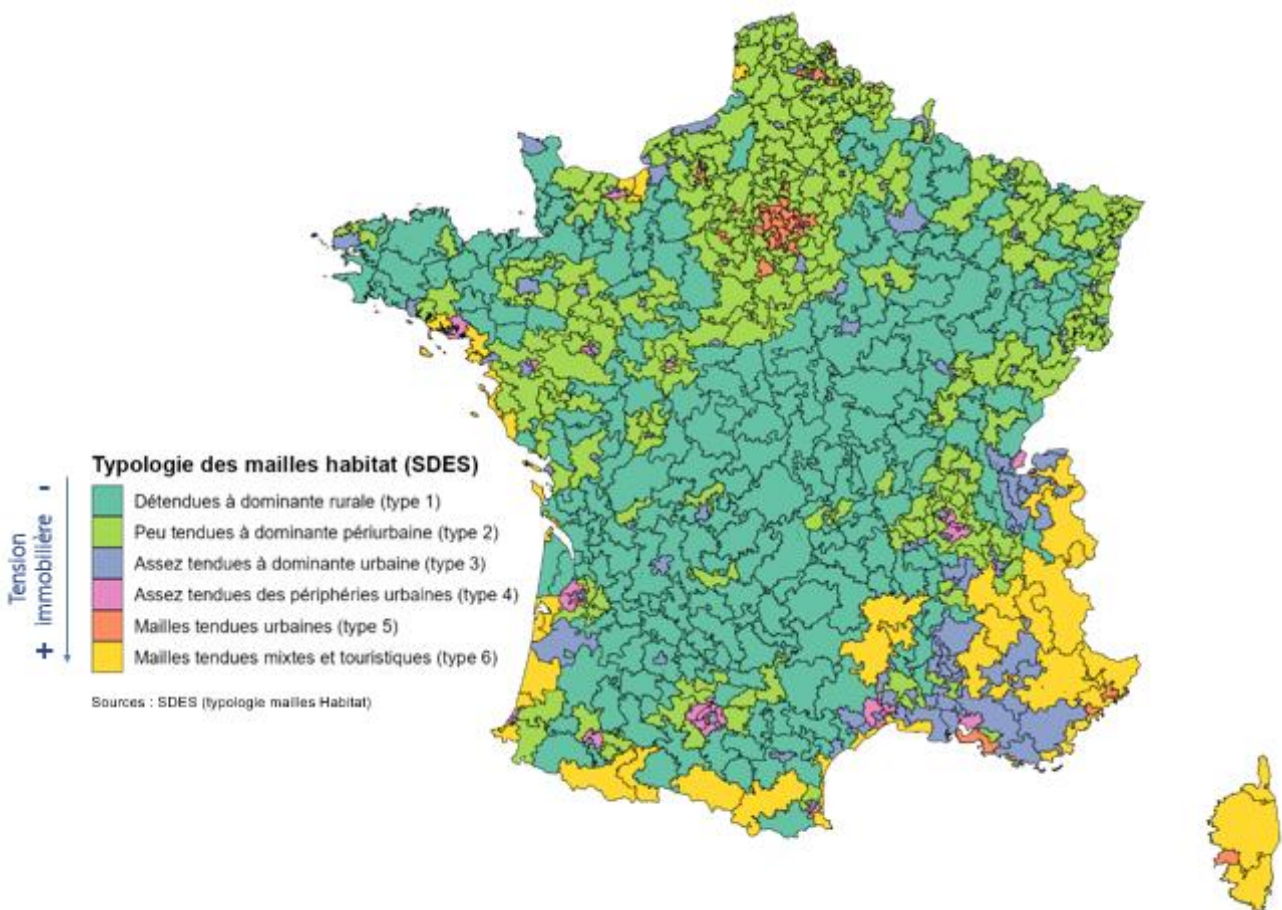 Typologie des mailles habitat (SDES)
Détendues à dominante rurale (type 1)
Peu tendues à dominante périurbaine (type 2)
Assez tendues à dominante urbaine (type 3)
Assez tendues des périphéries urbaines (type 4)
Mailles tendues urbaines (type 5)
Mailles tendues mixtes et touristiques (type 6)
Tension
+ immobilière -
Sources : SDES (typologie mailles Habitat)